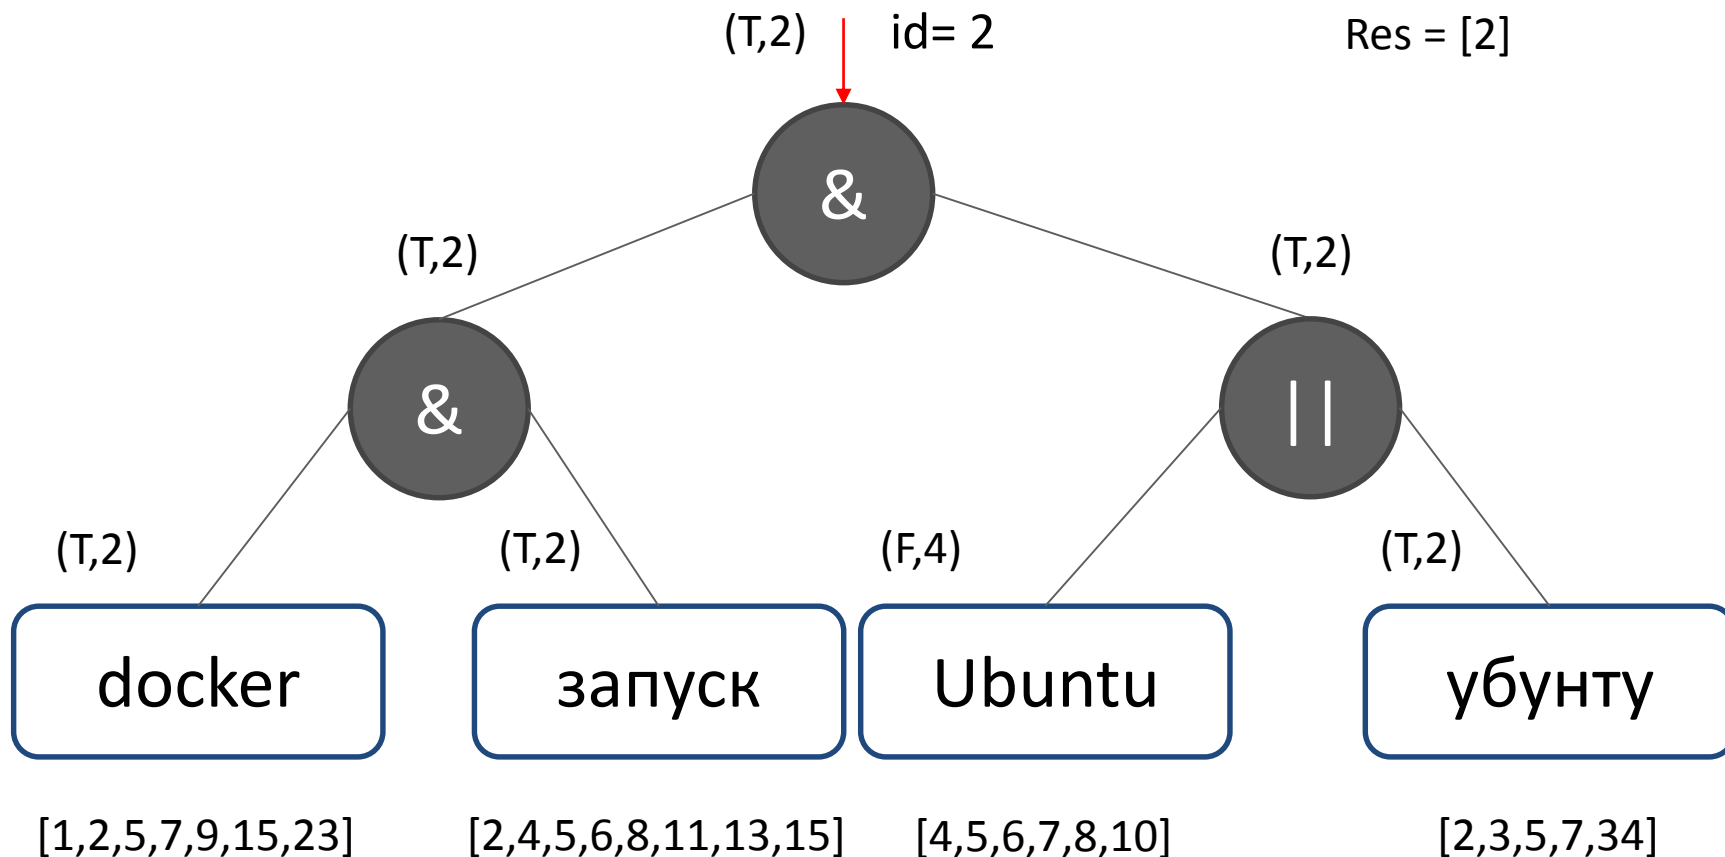 (T,2) id= 2 Res = [2]
&
(T,2) (T,2)
& ||
(T,2) (T,2) (F,4) (T,2)
docker запуск Ubuntu убунту
[1,2,5,7,9,15,23] [2,4,5,6,8,11,13,15] [4,5,6,7,8,10] [2,3,5,7,34]